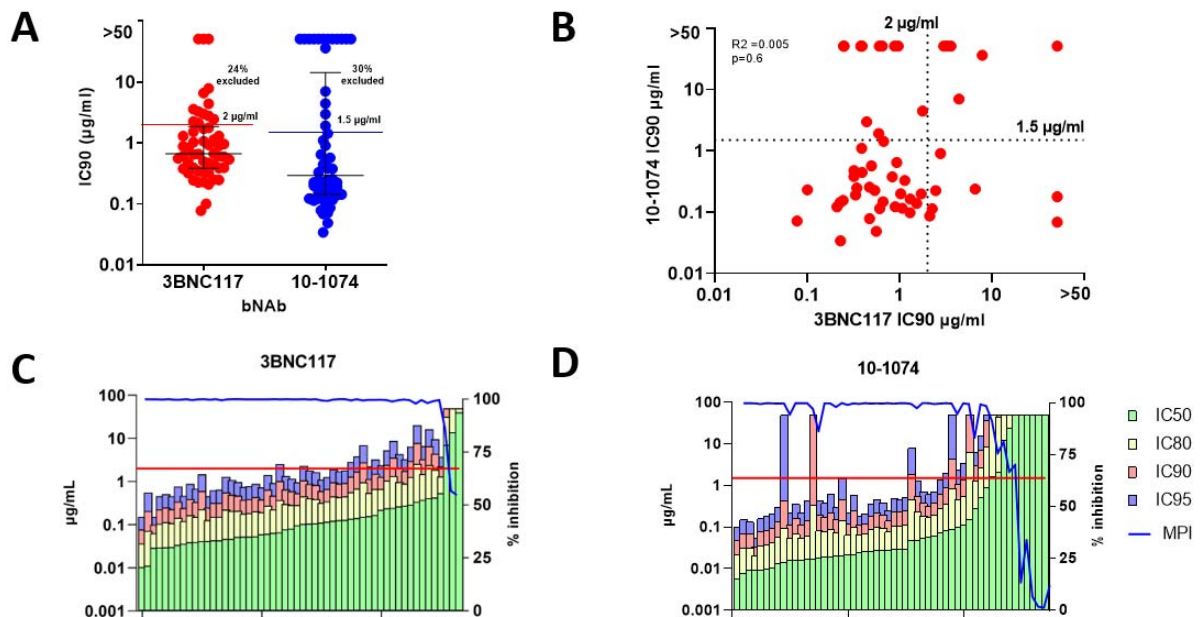 A
>50
10
1
0.1
0.01
IC90 (µg/ml)
24%
excluded
2 µg/ml
30%
excluded
1.5 µg/ml
3BNC117
10-1074
bNAb
B
2 µg/ml
R2 =0.005
p=0.6
1.5 µg/ml
>50
10
1
0.1
0.01
10-1074 IC90 µg/ml
0.01
0.1
1
10
>50
3BNC117 IC90 µg/ml
C
3BNC117
100
10
1
0.1
0.01
0.001
µg/mL
100
75
50
25
0
% inhibition
D
10-1074
100
10
1
0.1
0.01
0.001
µg/mL
100
75
50
25
0
% inhibition
IC50
IC80
IC90
IC95
MPI